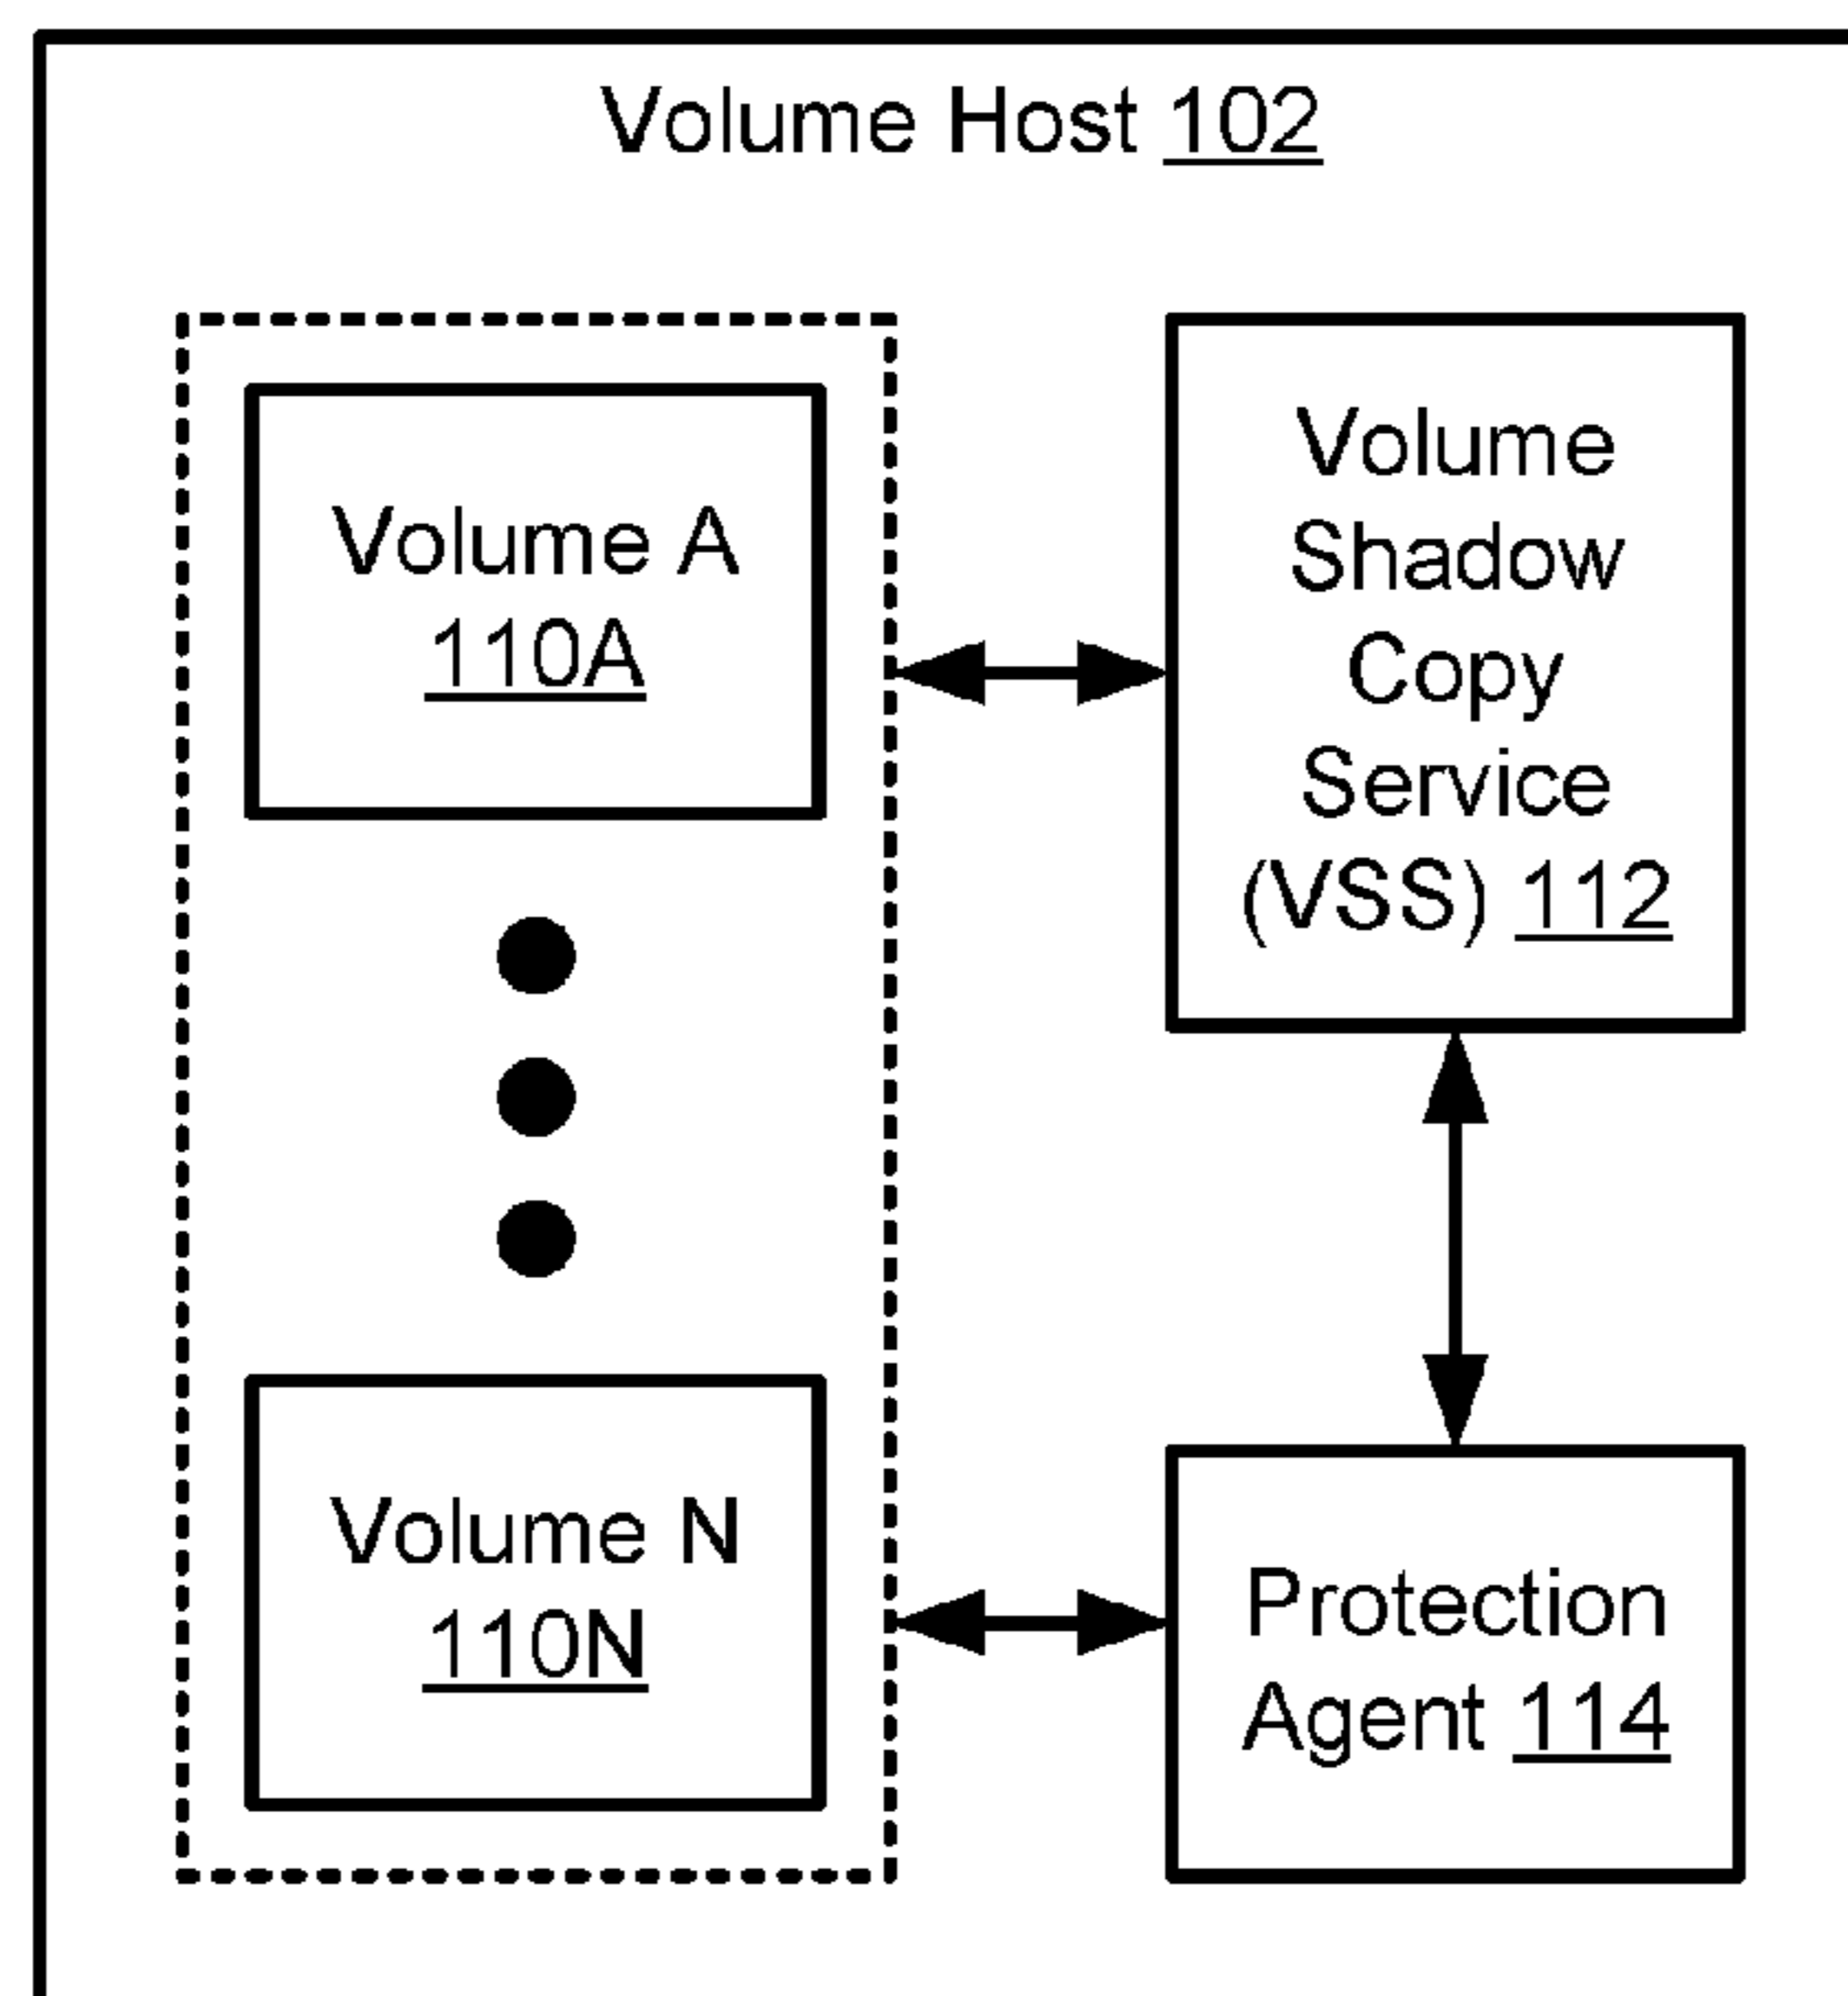 Volume Host 102
Volume A
110A
Volume
Shadow
Copy
Service
(VSS) 112
Volume N
110N
Protection
Agent 114